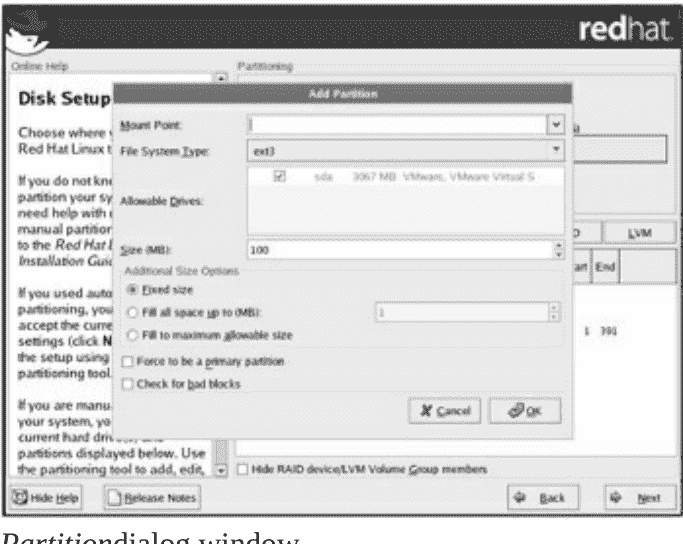 redhat.
Online Help
Partitioning
Disk Setup
Choose where
Red Hat Linux t
If you do not kn
partition your sy
need help with
manual partition
to the Red Hat
Installation Gui
If you used auto
partitioning, you
accept the curre
settings (click N
the setup using
partitioning tool.
If you are manu
your system, yo
current hard
partitions displayed below. Use
the partitioning tool to add, edit,
Add Partition
Mount Point:
File System Type: ext3
Allowable Drives:
sda 3067 MB VMware, VMware Virtual S
Size (MB): 100
Additional Size Options
Fixed size
Fill all space up to (MB): 1
Fill to maximum allowable size
Force to be a primary partition
Check for bad blocks
Cancel OK
LVM
art End
1 391
Hide RAID device/LVM Volume Group members
Hide Help Release Notes Back Next
Partitiondialog window